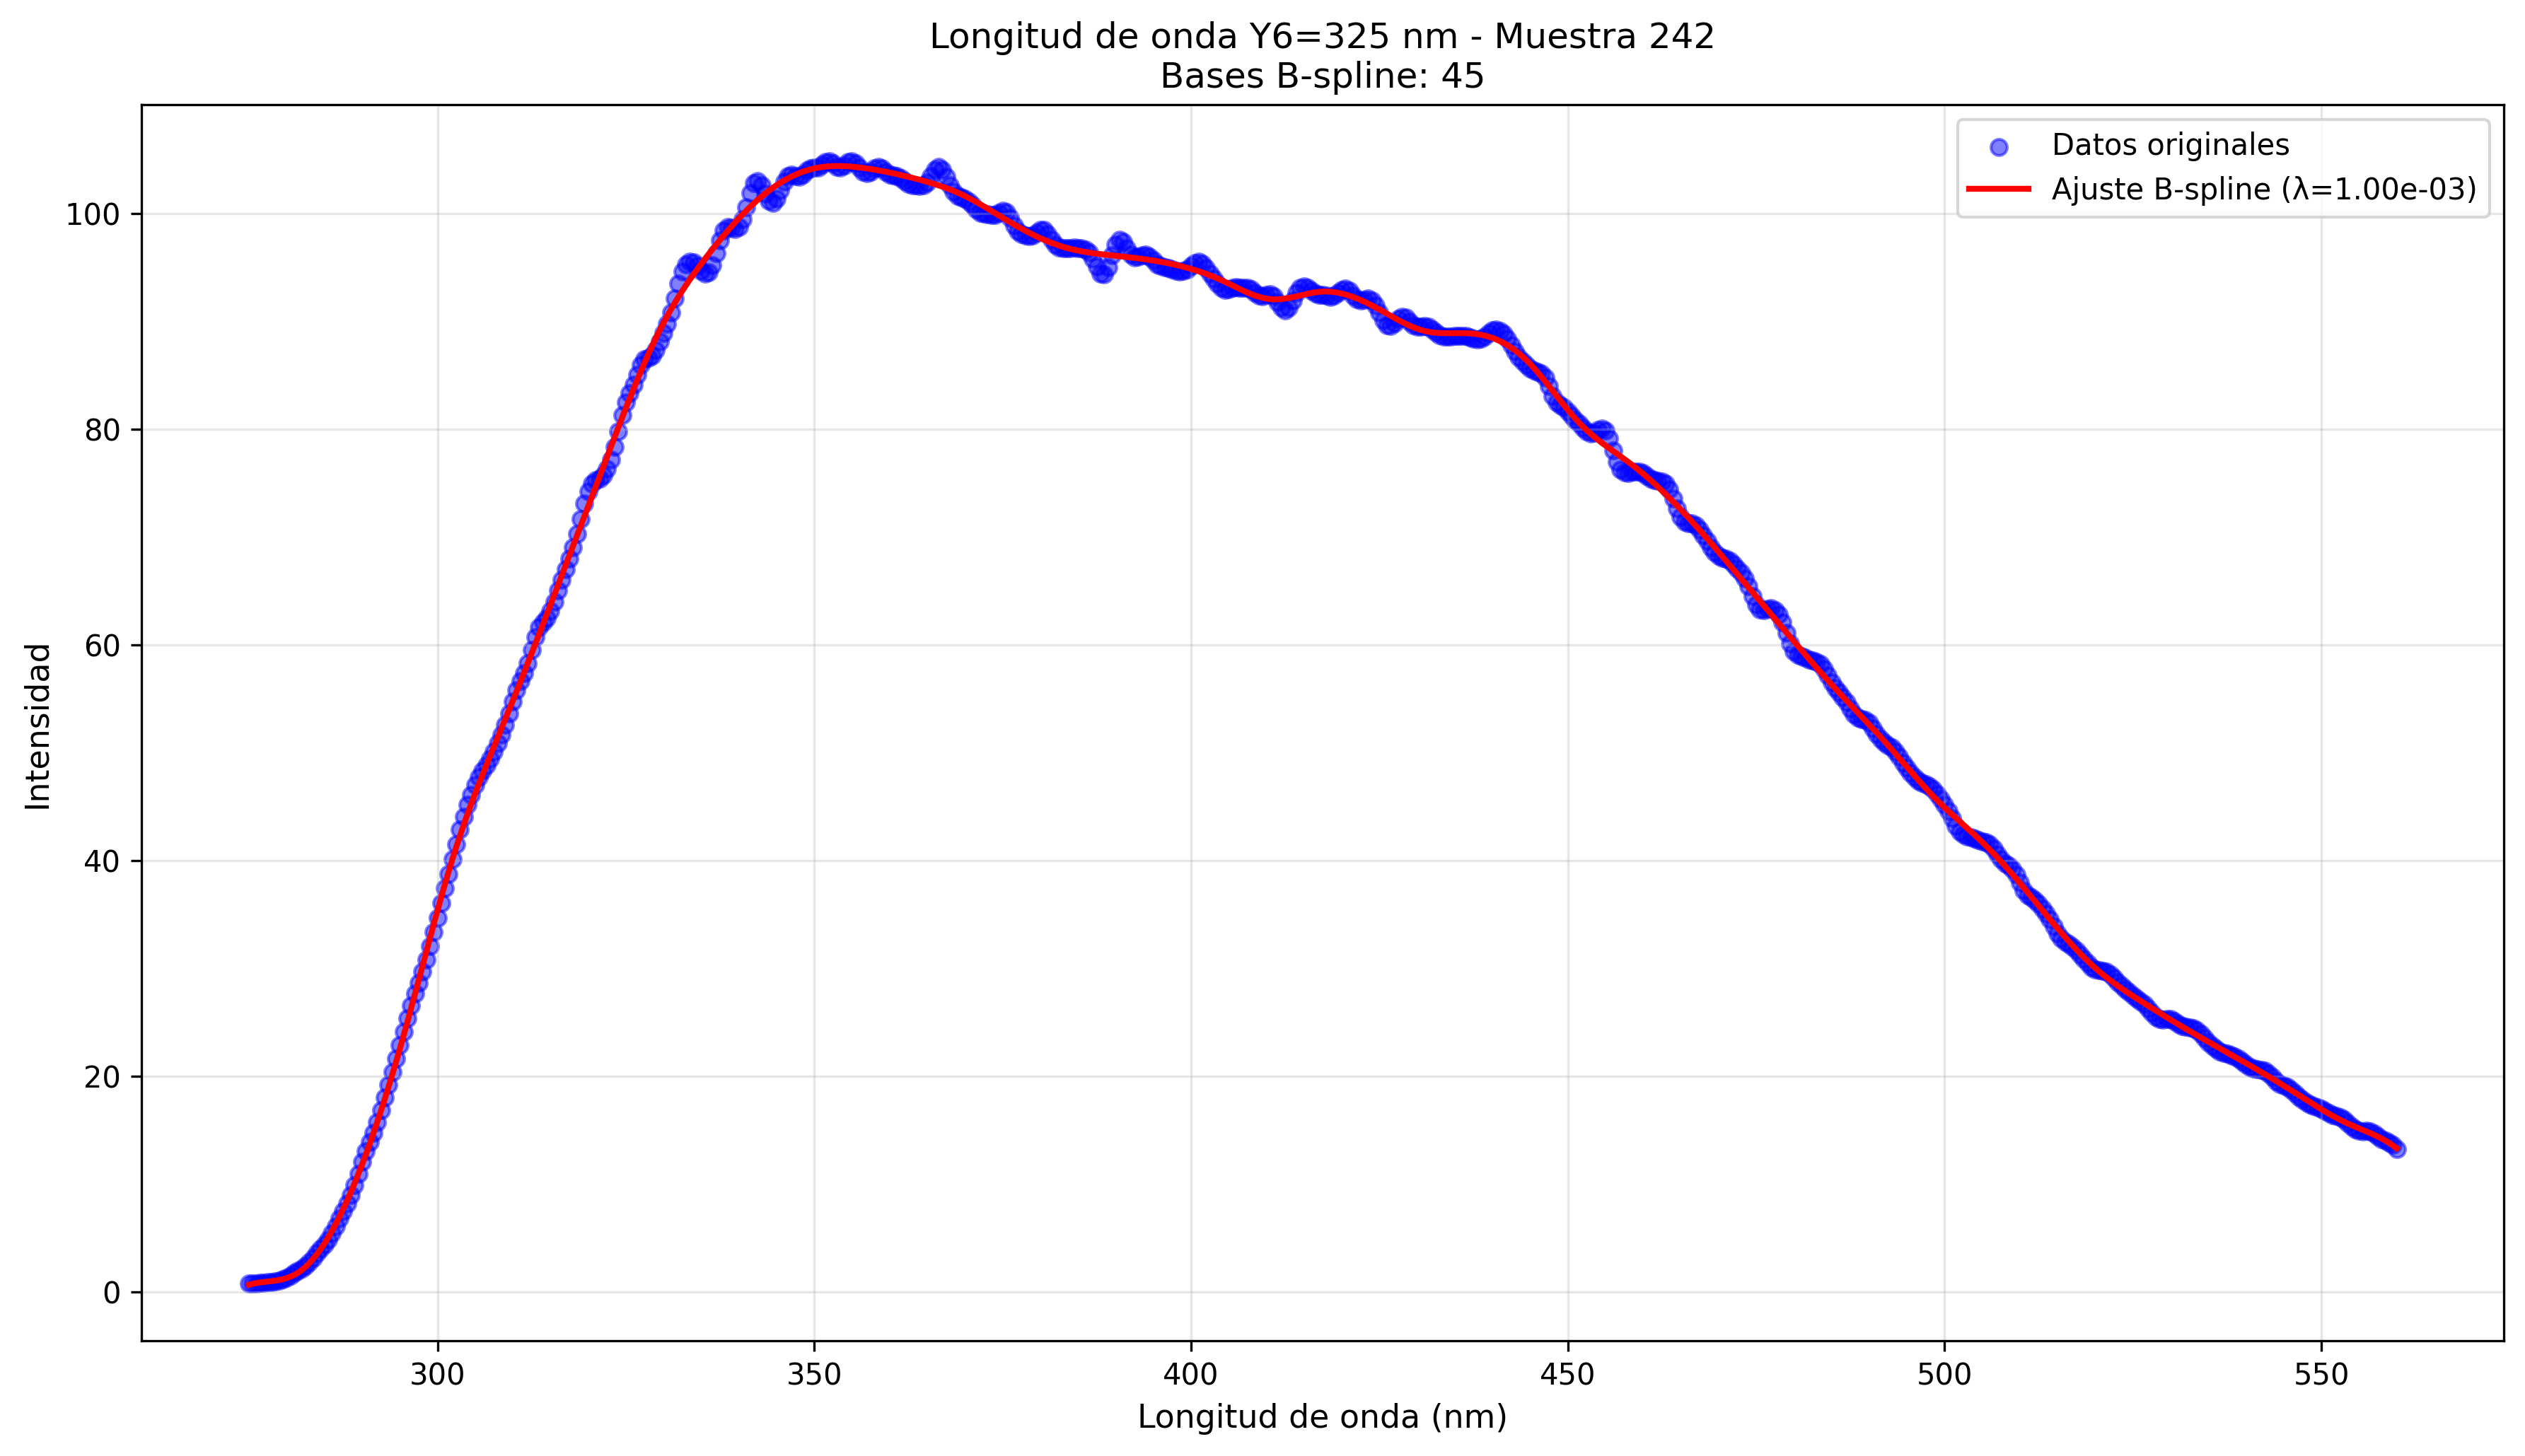 Longitud de onda Y6=325 nm - Muestra 242
Bases B-spline: 45
Datos originales
Ajuste B-spline (λ=1.00e-03)
Intensidad
100
80
60
40
20
0
300 350 400 450 500 550
Longitud de onda (nm)